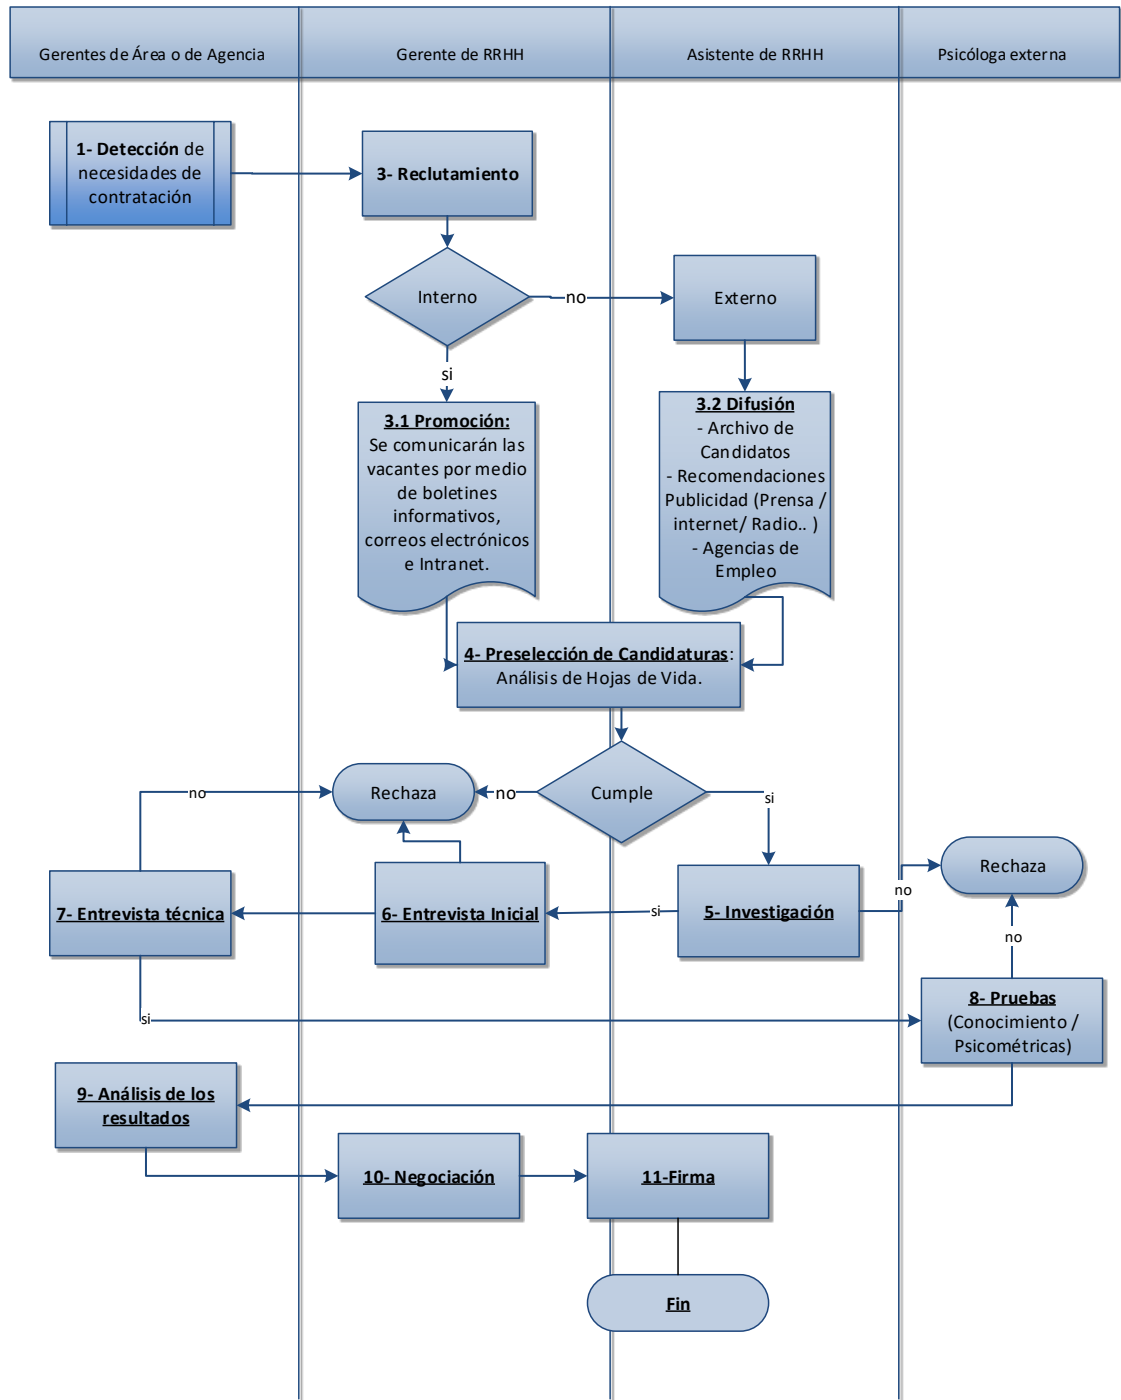 Gerentes de Área o de Agencia
Gerente de RRHH
Asistente de RRHH
Psicóloga externa
1- Detección de
necesidades de
contratación
3- Reclutamiento
Interno
no
Externo
si
3.1 Promoción:
Se comunicarán las
vacantes por medio
de boletines
informativos,
correos electrónicos
e Intranet.
3.2 Difusión
- Archivo de
Candidatos
- Recomendaciones
Publicidad (Prensa /
internet/ Radio.. )
- Agencias de
Empleo
4- Preselección de Candidaturas:
Análisis de Hojas de Vida.
no
Rechaza
no
Cumple
si
Rechaza
7- Entrevista técnica
6- Entrevista Inicial
si
5- Investigación
no
no
si
8- Pruebas
(Conocimiento /
Psicométricas)
9- Análisis de los
resultados
10- Negociación
11-Firma
Fin